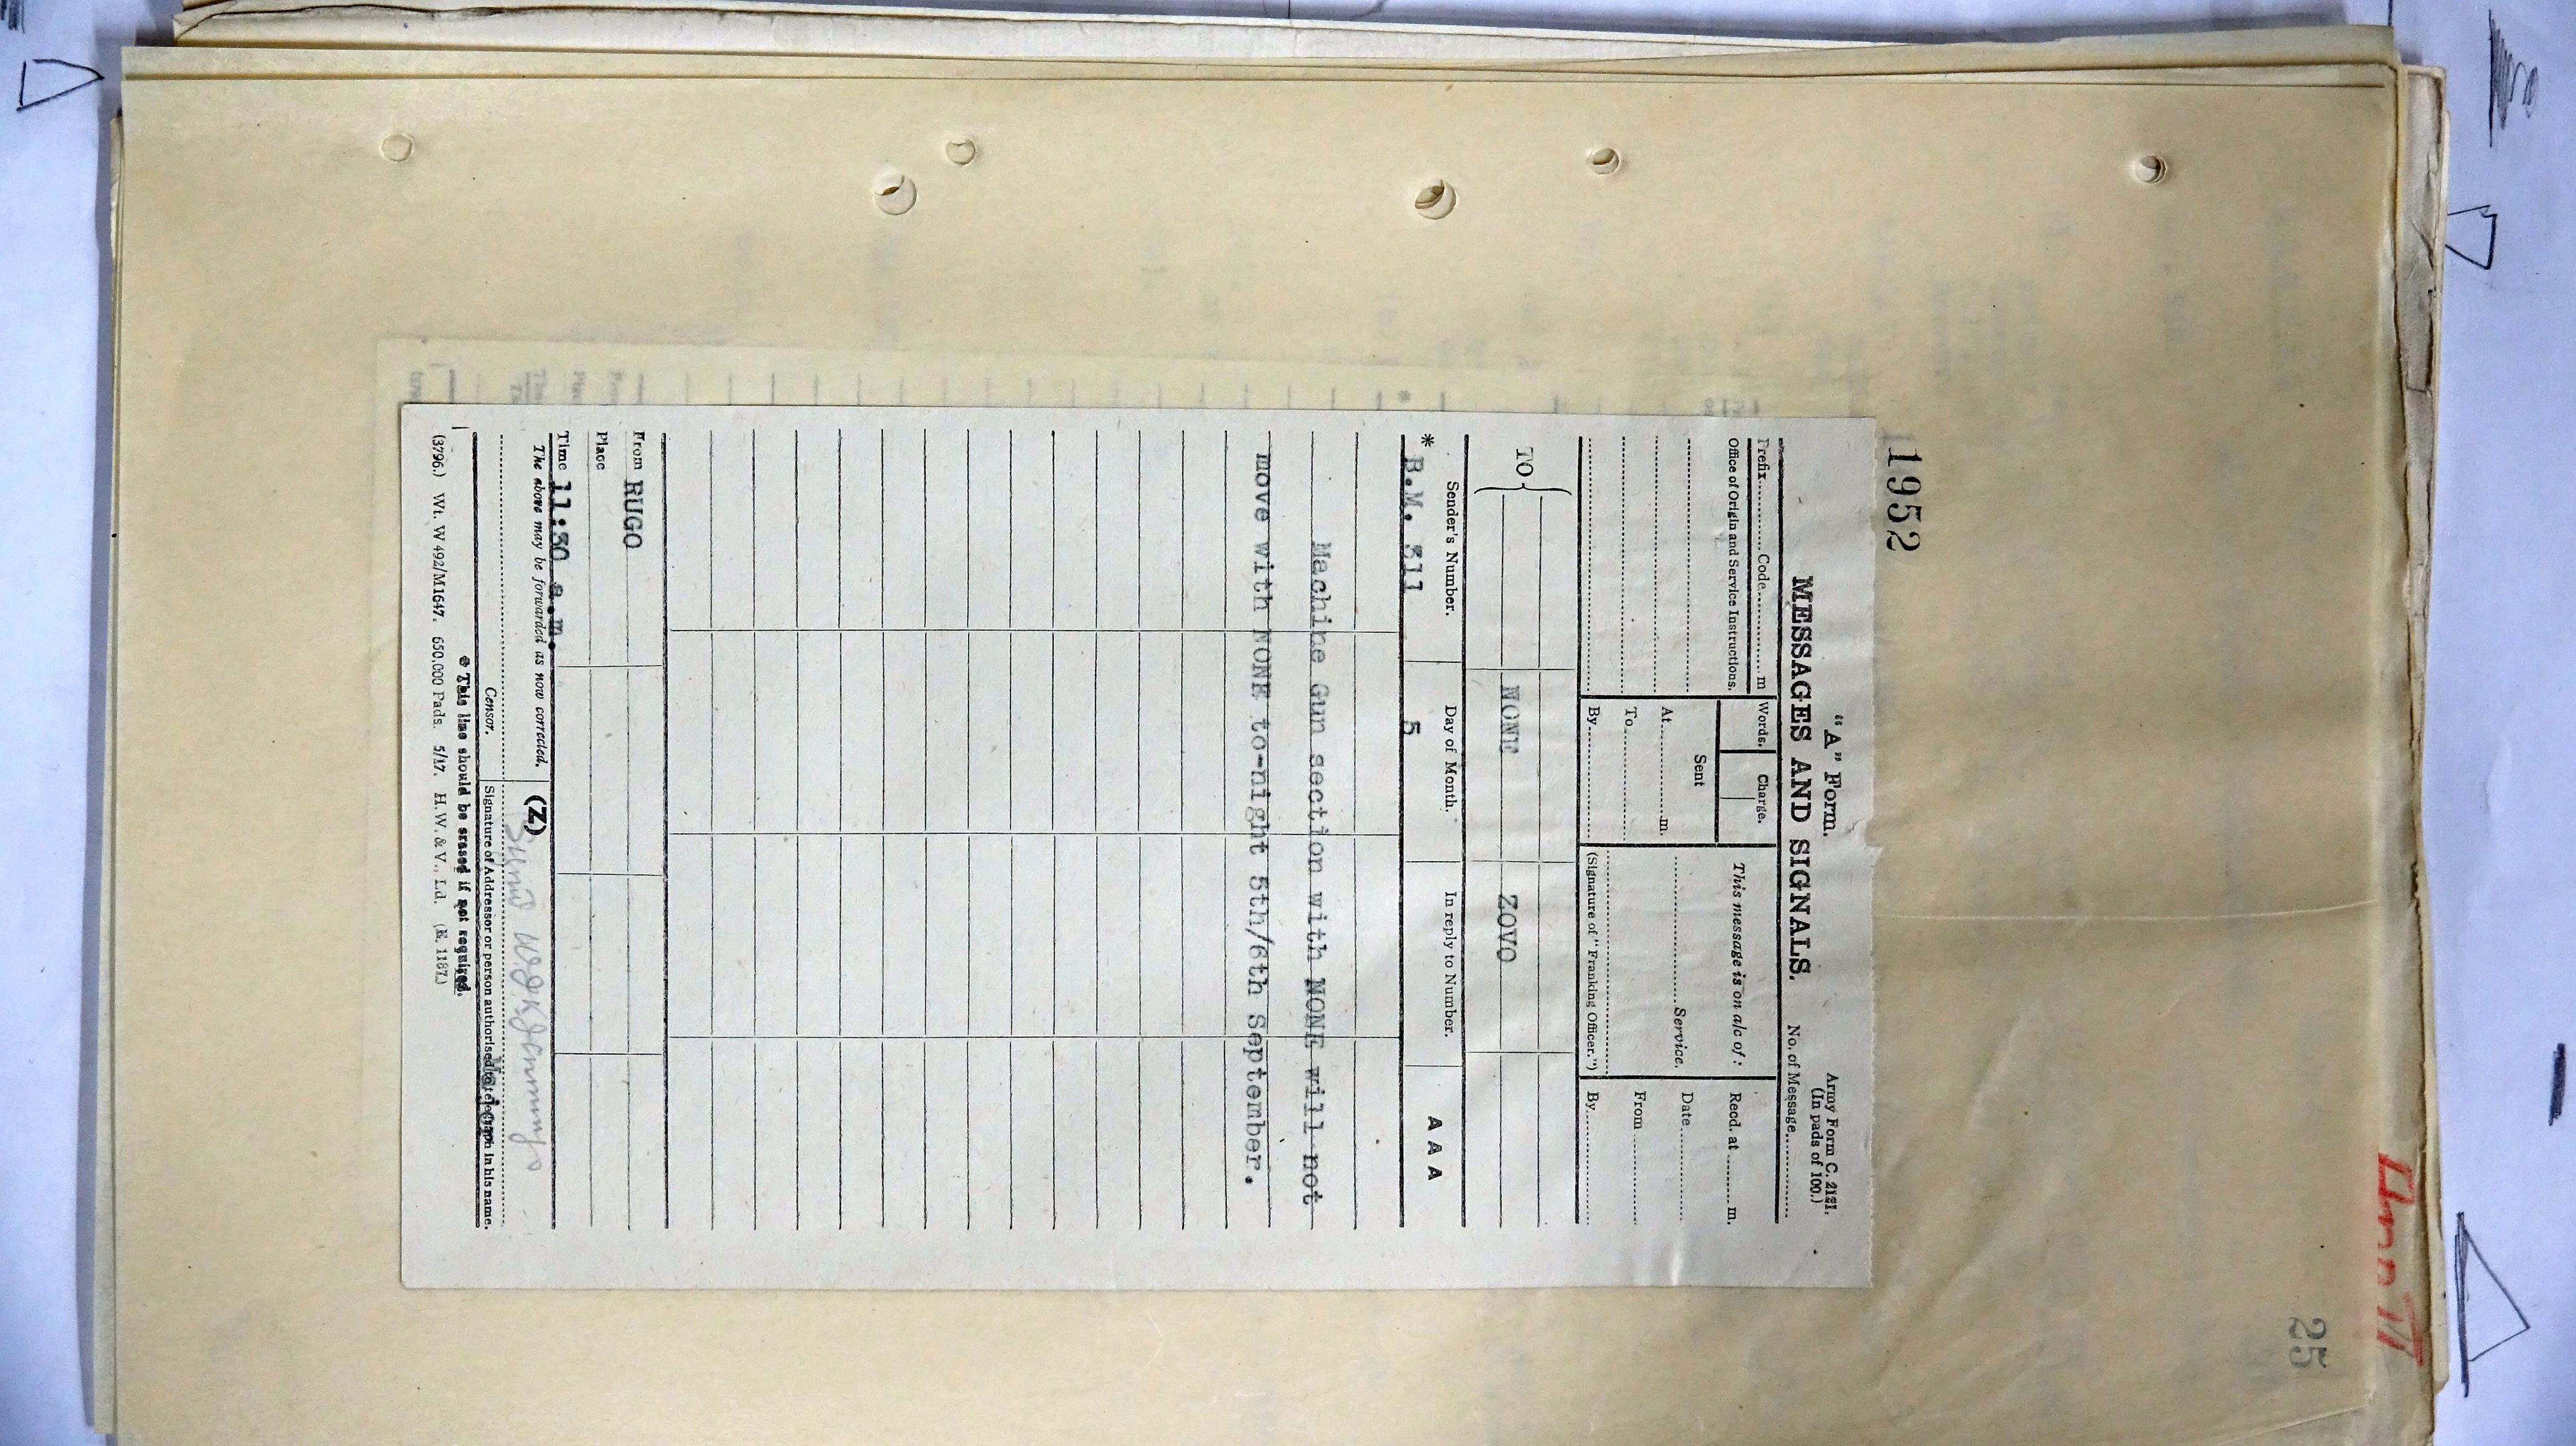 1952
25
"A" Form.
Army Form C. 2121.
(In pads of 100.)
MESSAGES AND SIGNALS.
No. of Message
Prefix Code m
Words.
Charge.
This message is on a/c of :
Recd. at m.
Office of Origin and Service Instructions.
Sent
Service.
Date
At m.
From
To
By
(Signature of "Franking Officer.")
By
TO
NONE
ZOVO
Sender's Number.
Day of Month.
In reply to Number.
AAA
* B.M. 311
5
Machine Gun section with NONE will not
move with NONE to-night 5th/6th September.
From RUGO
Place
Time 11:30 a.m.
The above may be forwarded as now corrected.
(Z)
Censor.
Signature of Addressor or person authorised to telegraph in his name.
* This line should be erased if not required.
(3796.) Wt. W 492/M1647. 650,000 Pads. 5/17. H.W. & V., Ld. (E. 1187.)